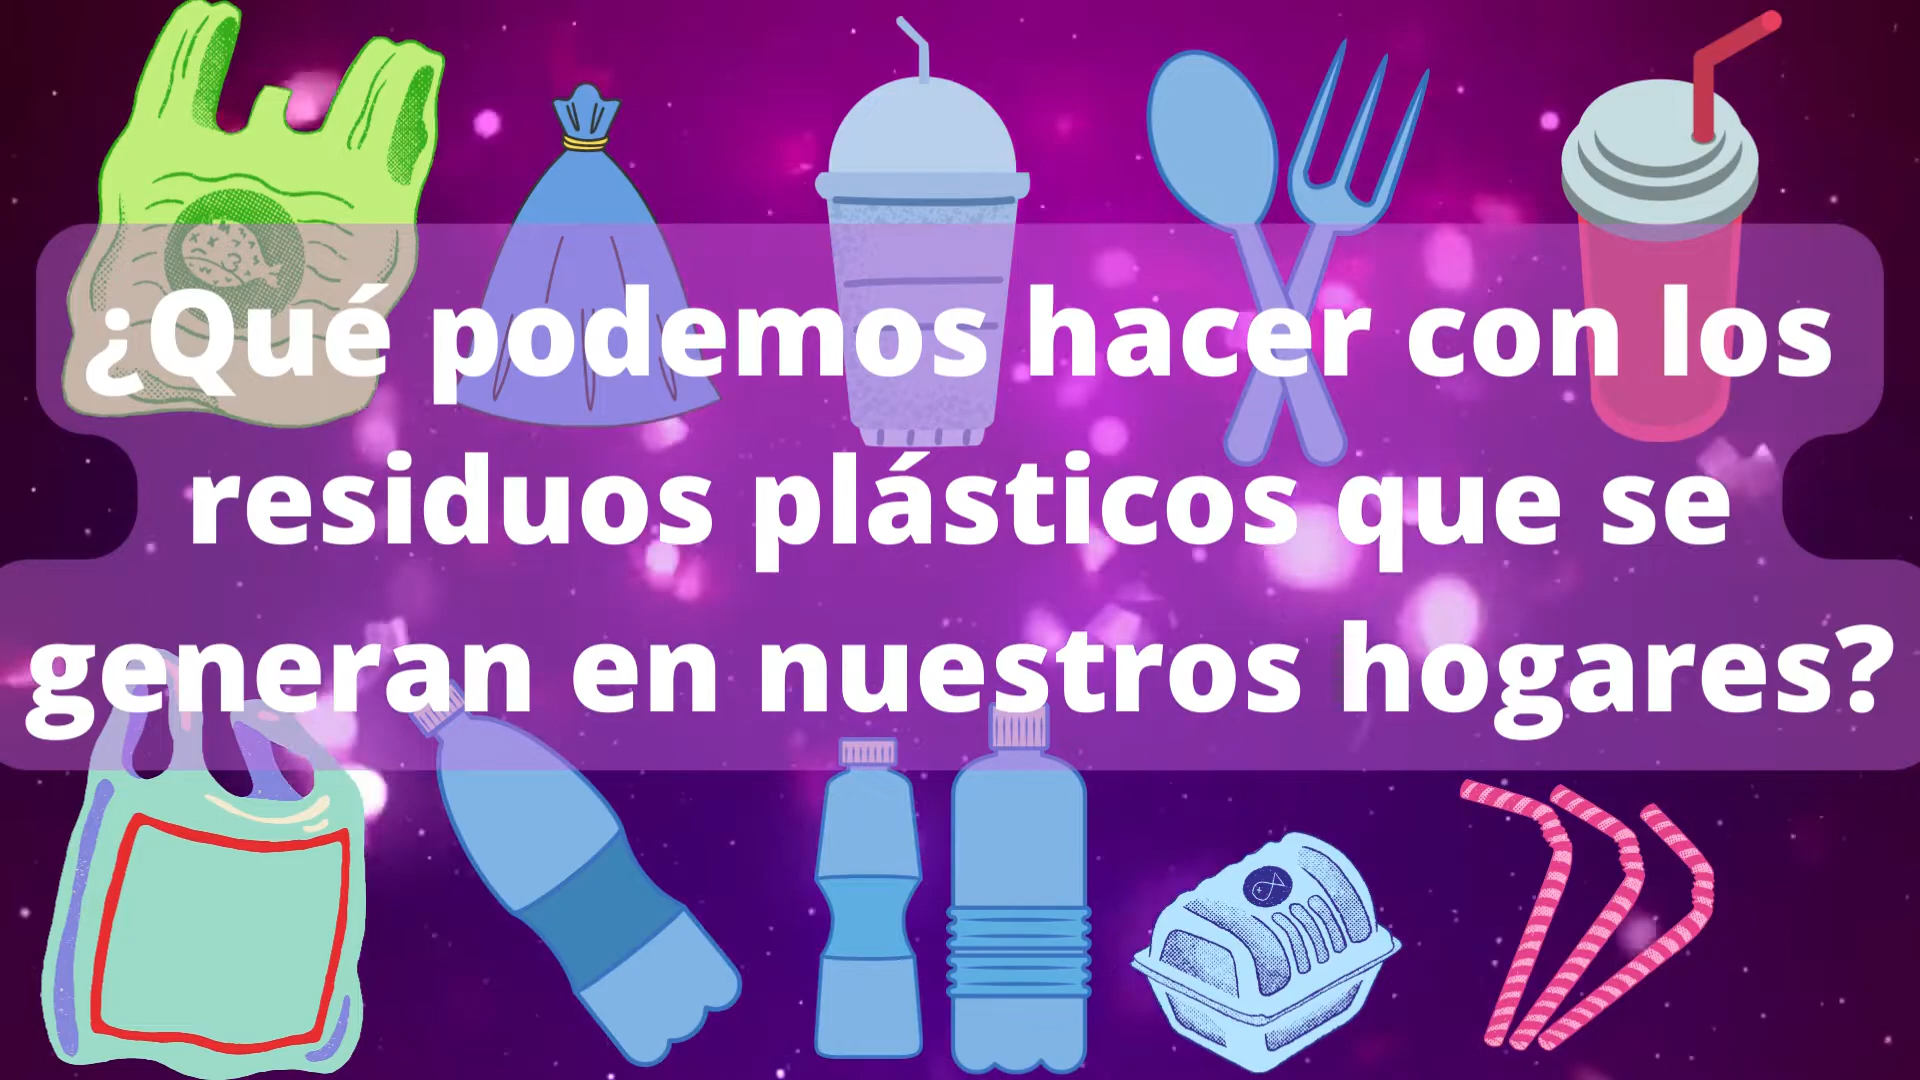 ¿Qué podemos hacer con los
residuos plásticos que se
generan en nuestros hogares?